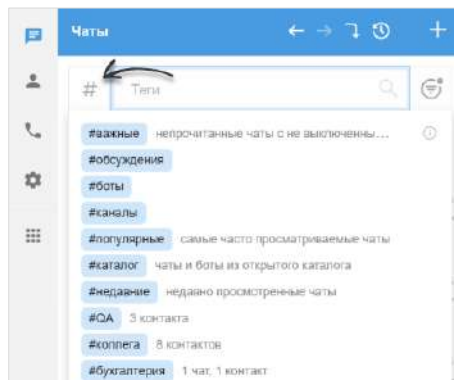 Чаты
# Теги
#важные непрочитанные чаты с не выключенны...
#обсуждения
#боты
#каналы
#популярные самые часто просматриваемые чаты
#каталог чаты и боты из открытого каталога
#недавние недавно просмотренные чаты
#QA 3 контакта
#коллега 8 контактов
#бухгалтерия 1 чат, 1 контакт